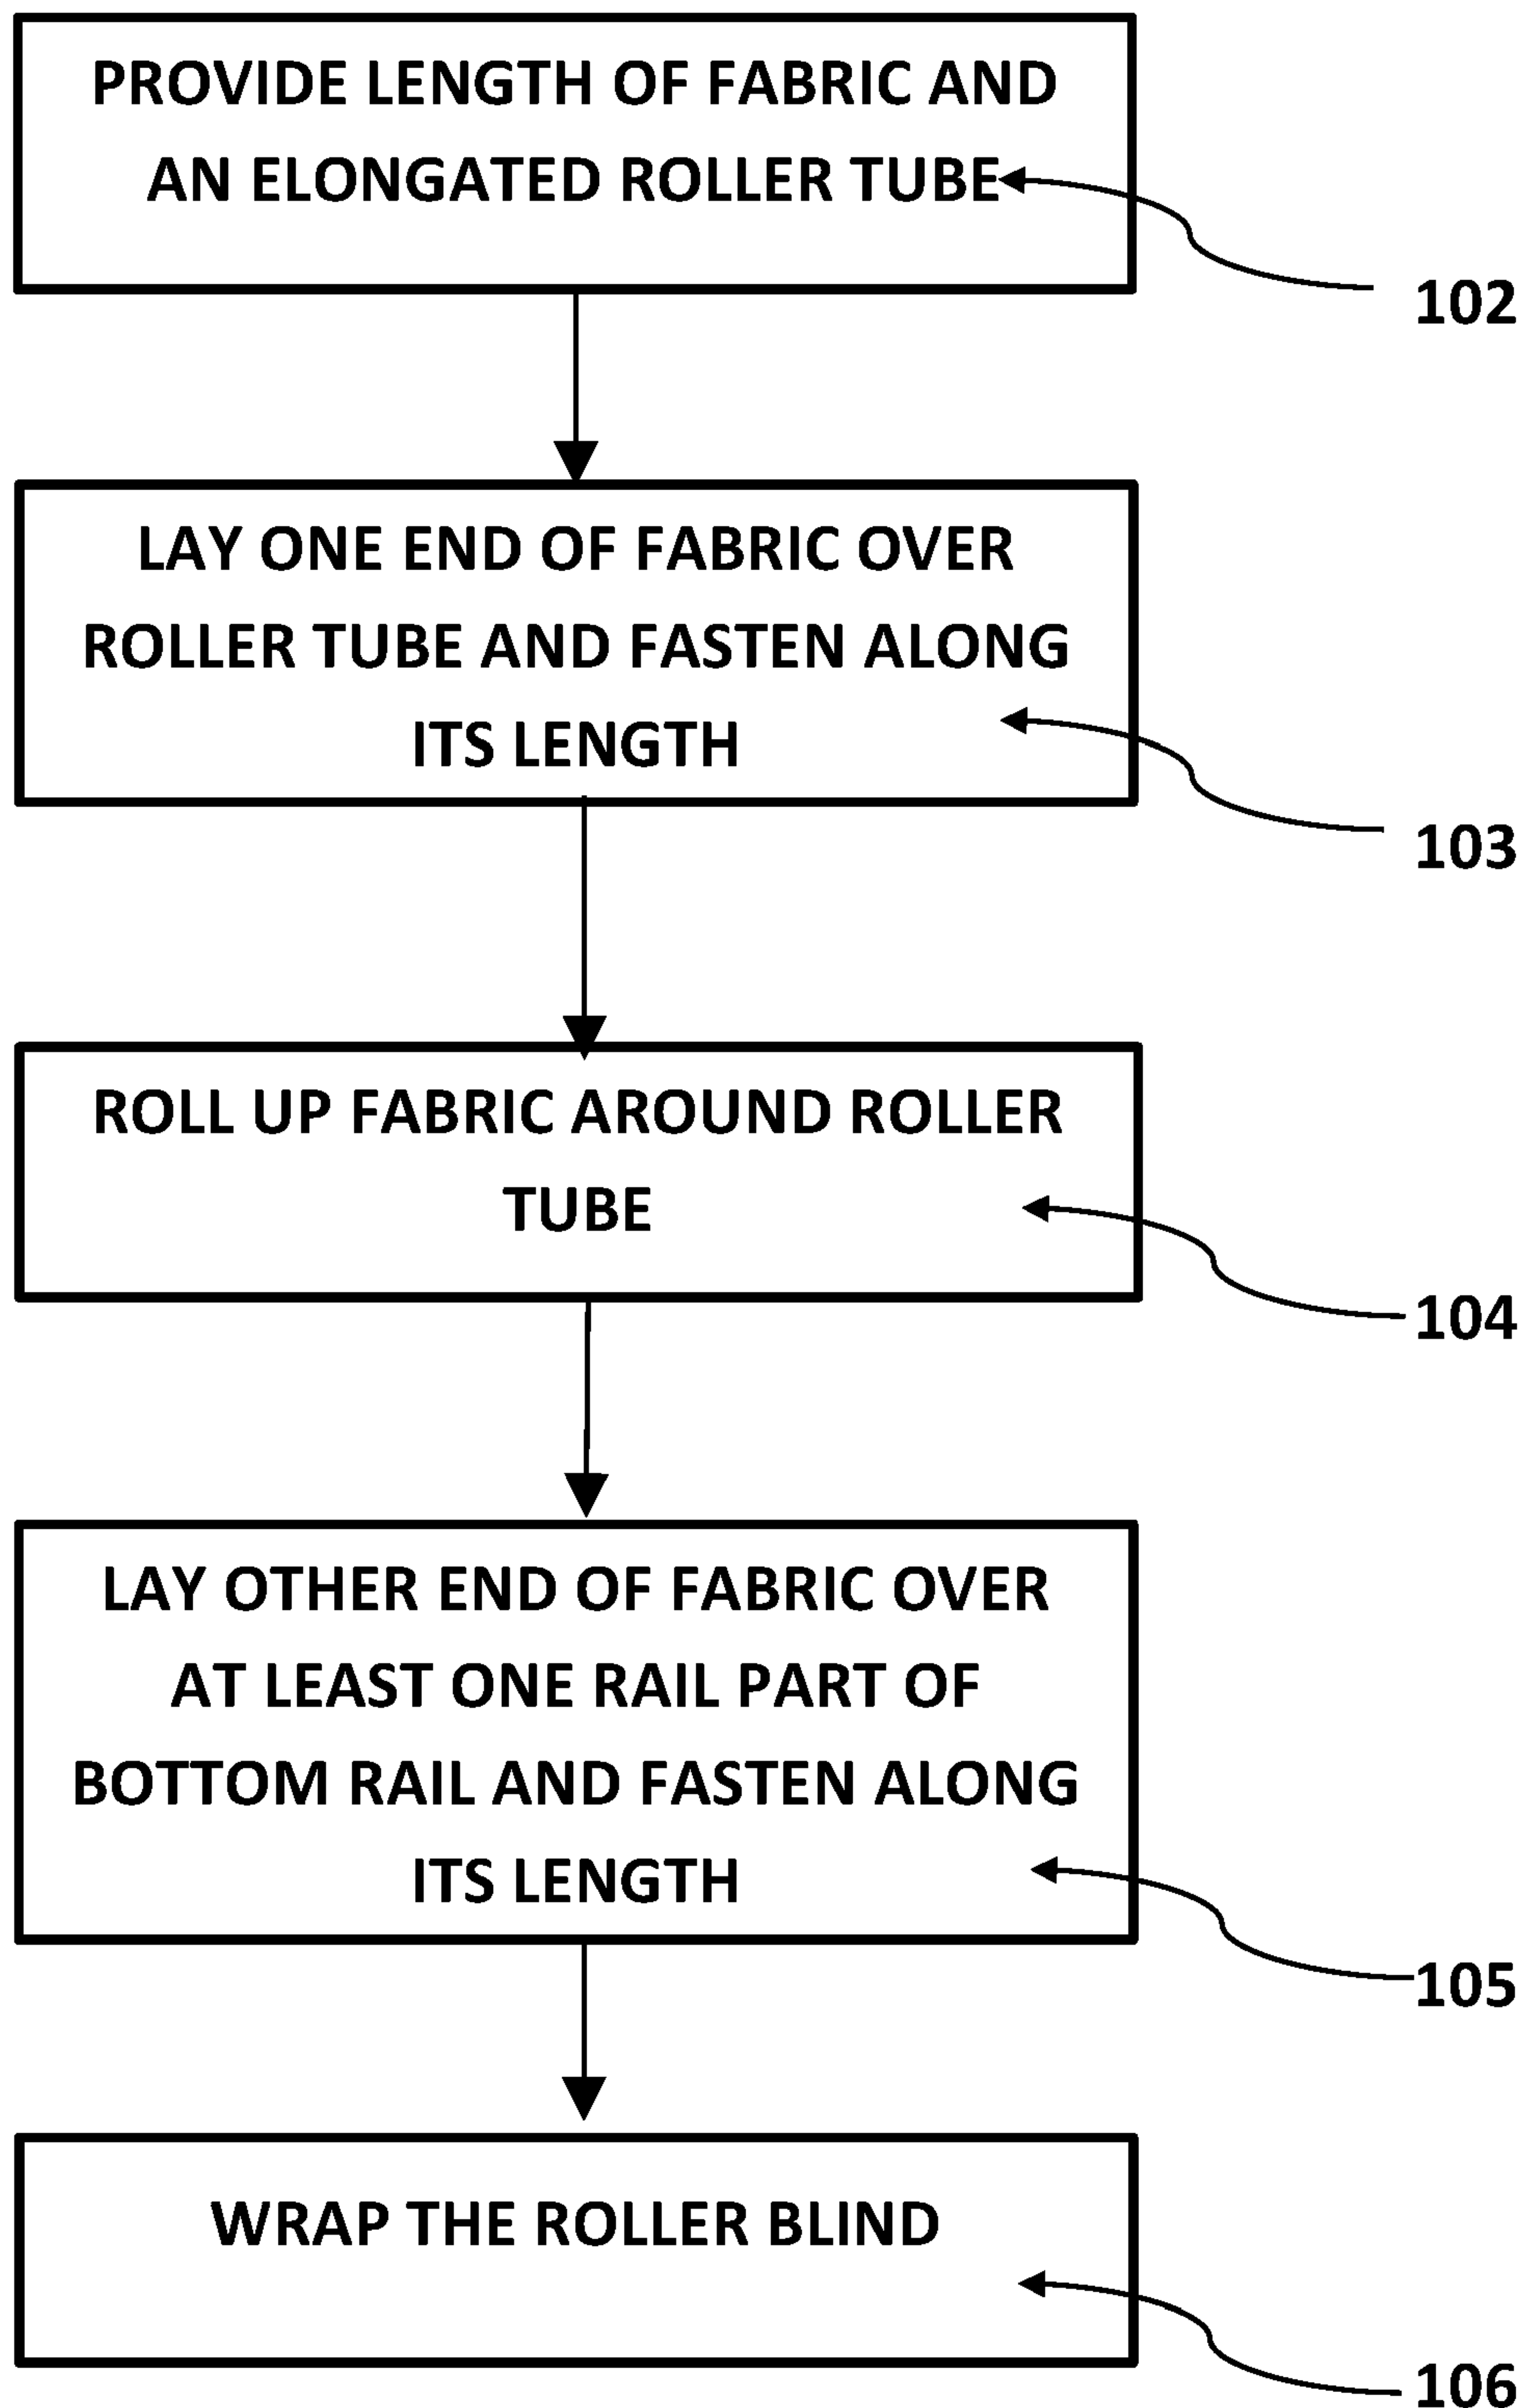 PROVIDE LENGTH OF FABRIC AND
AN ELONGATED ROLLER TUBE
102
LAY ONE END OF FABRIC OVER
ROLLER TUBE AND FASTEN ALONG
ITS LENGTH
103
ROLL UP FABRIC AROUND ROLLER
TUBE
104
LAY OTHER END OF FABRIC OVER
AT LEAST ONE RAIL PART OF
BOTTOM RAIL AND FASTEN ALONG
ITS LENGTH
105
WRAP THE ROLLER BLIND
106